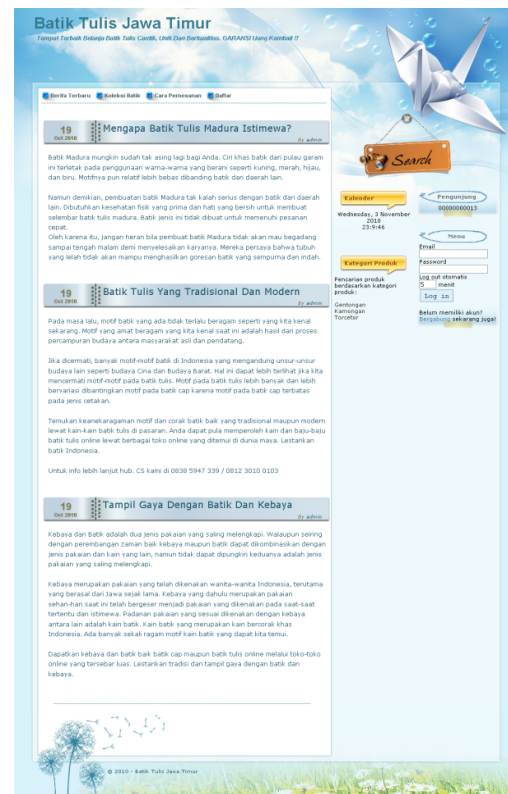 Batik Tulis Jawa Timur
Tempat Terbaik Belanja Batik Tulis Cantik, Unik Dan Berkualitas. GARANSI Uang Kembali !!
Berita Terbaru Koleksi Batik Cara Pemesanan Daftar
Search
19
Oct 2010
Mengapa Batik Tulis Madura Istimewa?
By admin
Batik Madura mungkin sudah tak asing lagi bagi Anda. Ciri khas batik dari pulau garam
ini terletak pada penggunaan warna-warna yang berani seperti kuning, merah, hijau,
dan biru. Motifnya pun relatif lebih bebas dibanding batik dari daerah lain.
Namun demikian, pembuatan batik Madura tak kalah serius dengan batik dari daerah
lain. Dibutuhkan kesehatan fisik yang prima dan hati yang bersih untuk membuat
selembar batik tulis madura. Batik jenis ini tidak dibuat untuk memenuhi pesanan
cepat.
Oleh karena itu, jangan heran bila pembuat batik Madura tidak akan mau begadang
sampai tengah malam demi menyelesaikan karyanya. Mereka percaya bahwa tubuh
yang lelah tidak akan mampu menghasilkan goresan batik yang sempurna dan indah.
19
Oct 2010
Batik Tulis Yang Tradisional Dan Modern
By admin
Pada masa lalu, motif batik yang ada tidak terlalu beragam seperti yang kita kenal
sekarang. Motif yang amat beragam yang kita kenal saat ini adalah hasil dari proses
percampuran budaya antara masyarakat asli dan pendatang.
Jika dicermati, banyak motif-motif batik di Indonesia yang mengandung unsur-unsur
budaya lain seperti budaya Cina dan Budaya Barat. Hal ini dapat lebih terlihat jika kita
mencermati motif-motif pada batik tulis. Motif pada batik tulis lebih banyak dan lebih
bervariasi dibantingkan motif pada batik cap karena motif pada batik cap terbatas
pada jenis cetakan.
Temukan keanekaragaman motif dan corak batik baik yang tradisional maupun modern
lewat kain-kain batik tulis di pasaran. Anda dapat pula memperoleh kain dan baju-baju
batik tulis online lewat berbagai toko online yang ditemui di dunia maya. Lestarikan
batik Indonesia.
Untuk info lebih lanjut hub. CS kami di 0838 5947 339 / 0812 3010 0103
19
Oct 2010
Tampil Gaya Dengan Batik Dan Kebaya
By admin
Kebaya dan Batik adalah dua jenis pakaian yang saling melengkapi. Walaupun seiring
dengan perembangan zaman baik kebaya maupun batik dapat dikombinasikan dengan
jenis pakaian dan kain yang lain, namun tidak dapat dipungkin keduanya adalah jenis
pakaian yang saling melengkapi.
Kebaya merupakan pakaian yang telah dikenakan wanita-wanita Indonesia, terutama
yang berasal dari Jawa sejak lama. Kebaya yang dahulu merupakan pakaian
sehari-hari saat ini telah bergeser menjadi pakaian yang dikenakan pada saat-saat
tertentu dan istimewa. Padanan pakaian yang sesuai dikenakan dengan kebaya
antara lain adalah kain batik. Kain batik yang merupakan kain bercorak khas
Indonesia. Ada banyak sekali ragam motif kain batik yang dapat kita temui.
Dapatkan kebaya dan batik baik batik cap maupun batik tulis online melalui toko-toko
online yang tersebar luas. Lestarikan tradisi dan tampil gaya dengan batik dan
kebaya.
Kalender
Wednesday, 3 November
2010
23:9:46
Kategori Produk
Pencarian produk
berdasarkan kategori
produk:
Gentongan
Kamongan
Torcetor
Pengunjung
00000000013
Menu
Email
Password
Log out otomatis
5 menit
Log in
Belum memiliki akun?
Bergabung sekarang juga!
© 2010 - Batik Tulis Jawa Timur